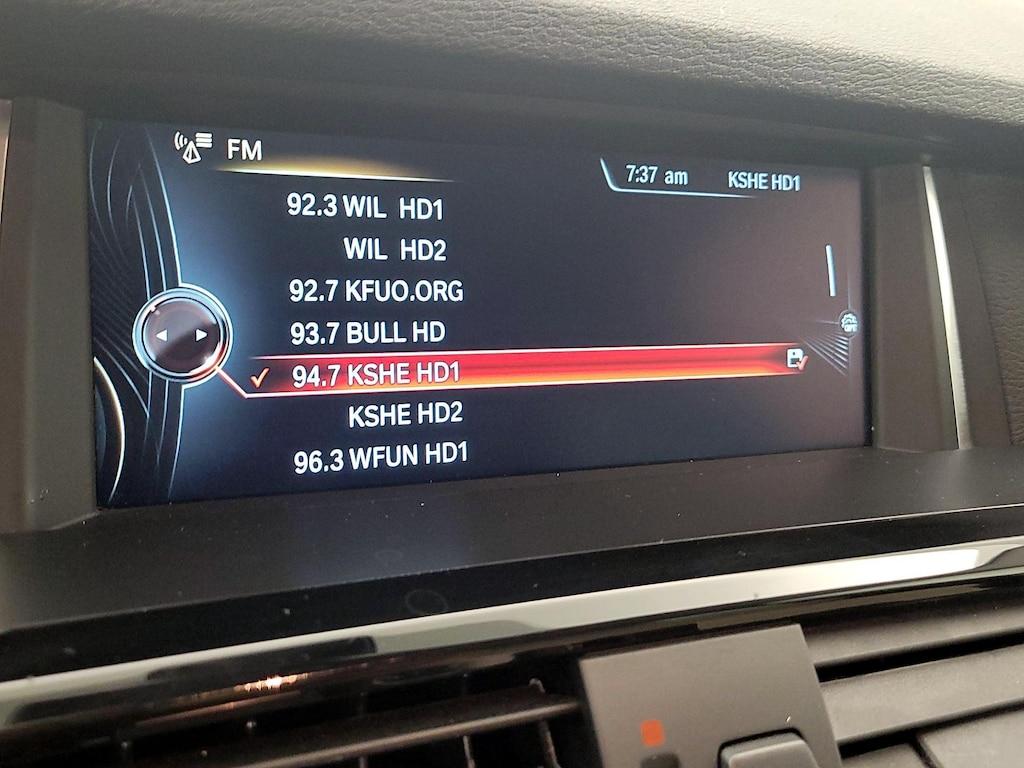 FM
7:37 am KSHE HD1
92.3 WIL HD1
WIL HD2
92.7 KFUO.ORG
93.7 BULL HD
94.7 KSHE HD1
KSHE HD2
96.3 WFUN HD1